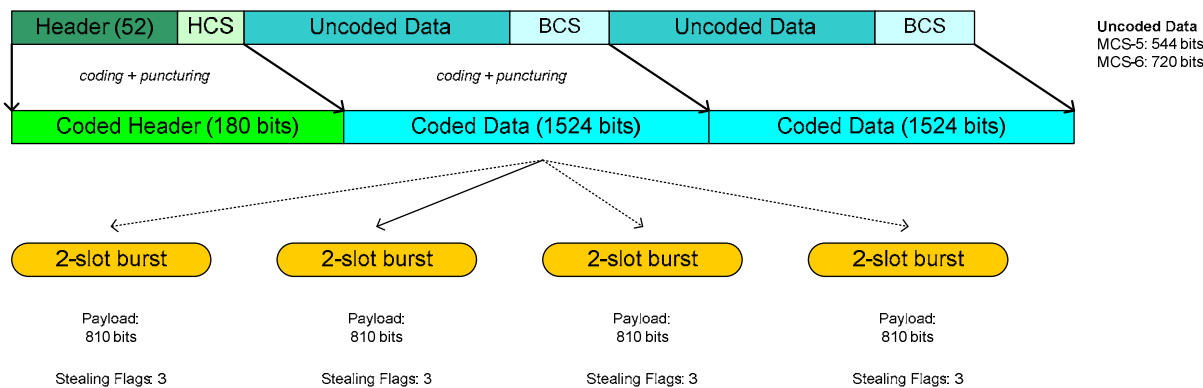 Header (52) HCS Uncoded Data BCS Uncoded Data BCS
Uncoded Data
MCS-5: 544 bits
MCS-6: 720 bits
coding + puncturing coding + puncturing
Coded Header (180 bits) Coded Data (1524 bits) Coded Data (1524 bits)
2-slot burst 2-slot burst 2-slot burst 2-slot burst
Payload: Payload: Payload: Payload:
810 bits 810 bits 810 bits 810 bits
Stealing Flags: 3 Stealing Flags: 3 Stealing Flags: 3 Stealing Flags: 3